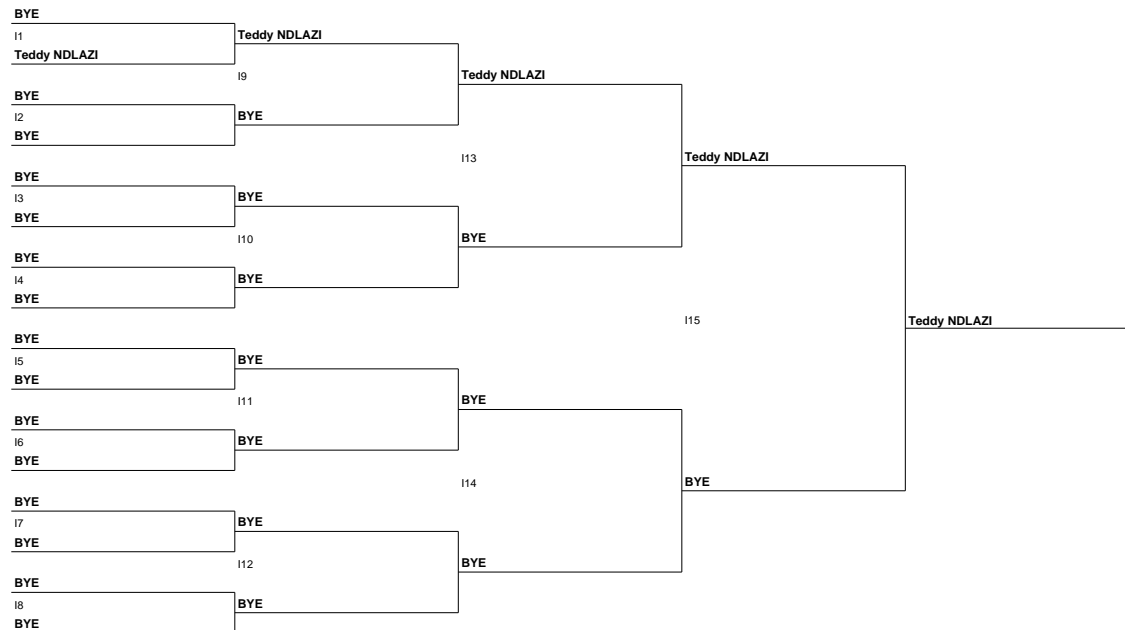 BYE
I1
Teddy NDLAZI
Teddy NDLAZI
I9
Teddy NDLAZI
BYE
I2
BYE
BYE
I13
Teddy NDLAZI
BYE
I3
BYE
BYE
I10
BYE
BYE
I4
BYE
BYE
I15
Teddy NDLAZI
BYE
I5
BYE
BYE
I11
BYE
BYE
I6
BYE
BYE
I14
BYE
BYE
I7
BYE
BYE
I12
BYE
BYE
I8
BYE
BYE